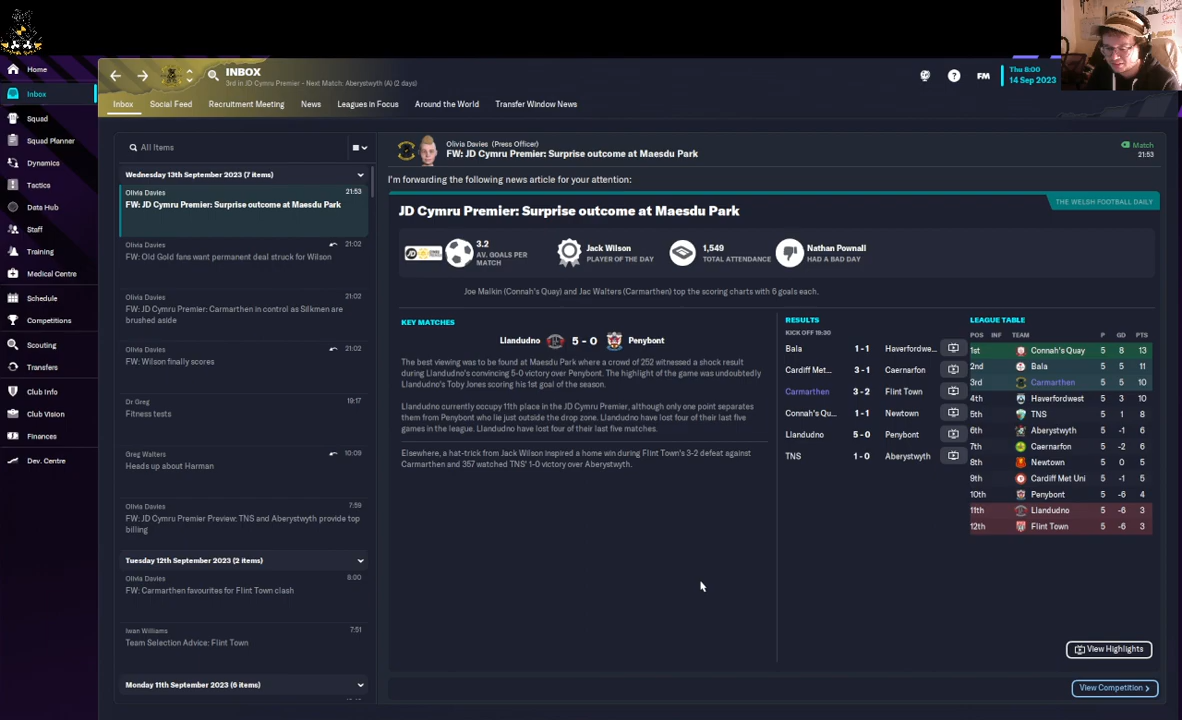 INBOX
3rd in JD Cymru Premier - Next Match: Aberystwyth (A) (2 days)
FM
Thu 8:00
14 Sep 2023
Home
Inbox
Squad
Squad Planner
Dynamics
Tactics
Data Hub
Staff
Training
Medical Centre
Schedule
Competitions
Scouting
Transfers
Club Info
Club Vision
Finances
Dev. Centre
Inbox
Social Feed
Recruitment Meeting
News
Leagues in Focus
Around the World
Transfer Window News
All Items
Wednesday 13th September 2023 (7 items)
Olivia Davies 21:53
FW: JD Cymru Premier: Surprise outcome at Maesdu Park
Olivia Davies 21:02
FW: Old Gold fans want permanent deal struck for Wilson
Olivia Davies 21:02
FW: JD Cymru Premier: Carmarthen in control as Silkmen are
brushed aside
Olivia Davies 21:02
FW: Wilson finally scores
Dr Greg 19:17
Fitness tests
Greg Walters 10:09
Heads up about Harman
Olivia Davies 7:59
FW: JD Cymru Premier Preview: TNS and Aberystwyth provide top
billing
Tuesday 12th September 2023 (2 items)
Olivia Davies 8:00
FW: Carmarthen favourites for Flint Town clash
Iwan Williams 7:51
Team Selection Advice: Flint Town
Monday 11th September 2023 (6 items)
Olivia Davies (Press Officer)
FW: JD Cymru Premier: Surprise outcome at Maesdu Park
Match
21:53
I'm forwarding the following news article for your attention:
THE WELSH FOOTBALL DAILY
JD Cymru Premier: Surprise outcome at Maesdu Park
JD
3.2
AV. GOALS PER
MATCH
Jack Wilson
PLAYER OF THE DAY
1,549
TOTAL ATTENDANCE
Nathan Pownall
HAD A BAD DAY
Joe Malkin (Connah's Quay) and Jac Walters (Carmarthen) top the scoring charts with 6 goals each.
KEY MATCHES
Llandudno 5 - 0 Penybont
The best viewing was to be found at Maesdu Park where a crowd of 252 witnessed a shock result
during Llandudno's convincing 5-0 victory over Penybont. The highlight of the game was undoubtedly
Llandudno's Toby Jones scoring his 1st goal of the season.
Llandudno currently occupy 11th place in the JD Cymru Premier, although only one point separates
them from Penybont who lie just outside the drop zone. Llandudno have lost four of their last five
games in the league. Llandudno have lost four of their last five matches.
Elsewhere, a hat-trick from Jack Wilson inspired a home win during Flint Town's 3-2 defeat against
Carmarthen and 357 watched TNS' 1-0 victory over Aberystwyth.
RESULTS
KICK OFF 19:30
Bala 1-1 Haverfordwe...
Cardiff Met... 3-1 Caernarfon
Carmarthen 3-2 Flint Town
Connah's Qu... 1-1 Newtown
Llandudno 5-0 Penybont
TNS 1-0 Aberystwyth
LEAGUE TABLE
POS INF TEAM P GD PTS
1st Connah's Quay 5 8 13
2nd Bala 5 5 11
3rd Carmarthen 5 5 10
4th Haverfordwest 5 3 10
5th TNS 5 1 8
6th Aberystwyth 5 -1 6
7th Caernarfon 5 -2 6
8th Newtown 5 0 5
9th Cardiff Met Uni 5 -1 5
10th Penybont 5 -6 4
11th Llandudno 5 -6 3
12th Flint Town 5 -6 3
View Highlights
View Competition >